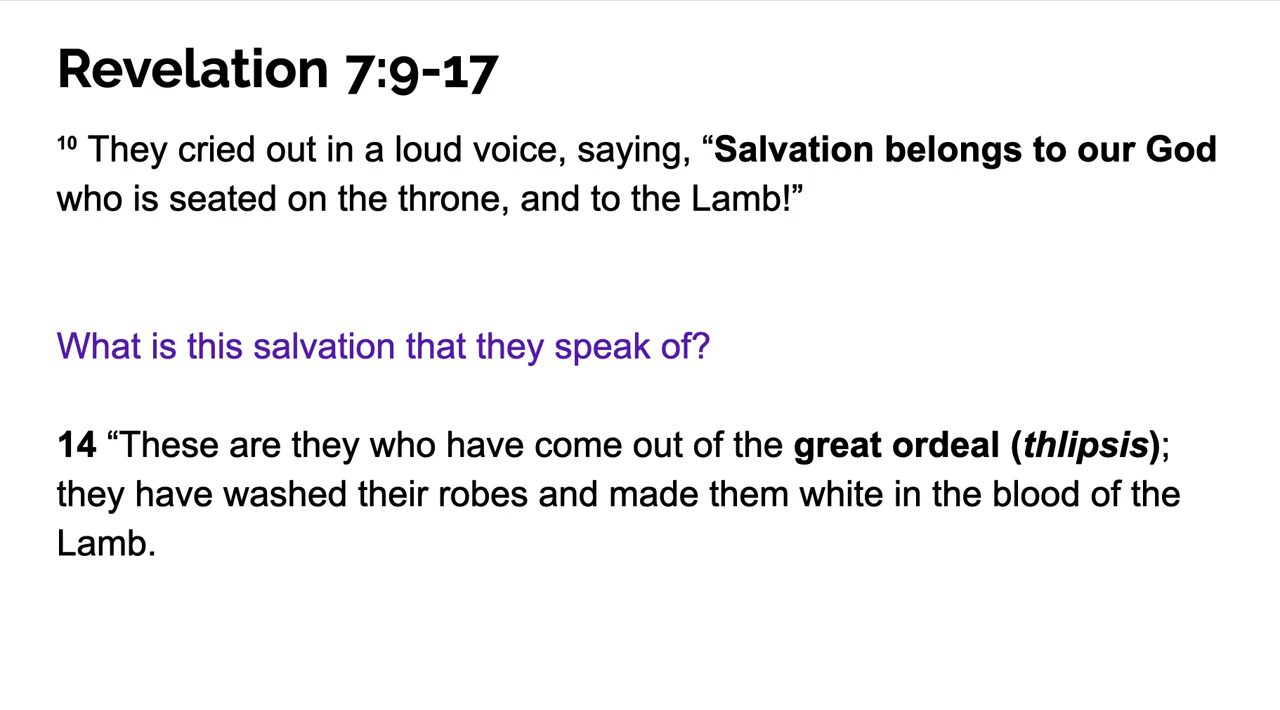 Revelation 7:9-17
10 They cried out in a loud voice, saying, “Salvation belongs to our God
who is seated on the throne, and to the Lamb!”
What is this salvation that they speak of?
14 “These are they who have come out of the great ordeal (thlipsis);
they have washed their robes and made them white in the blood of the
Lamb.